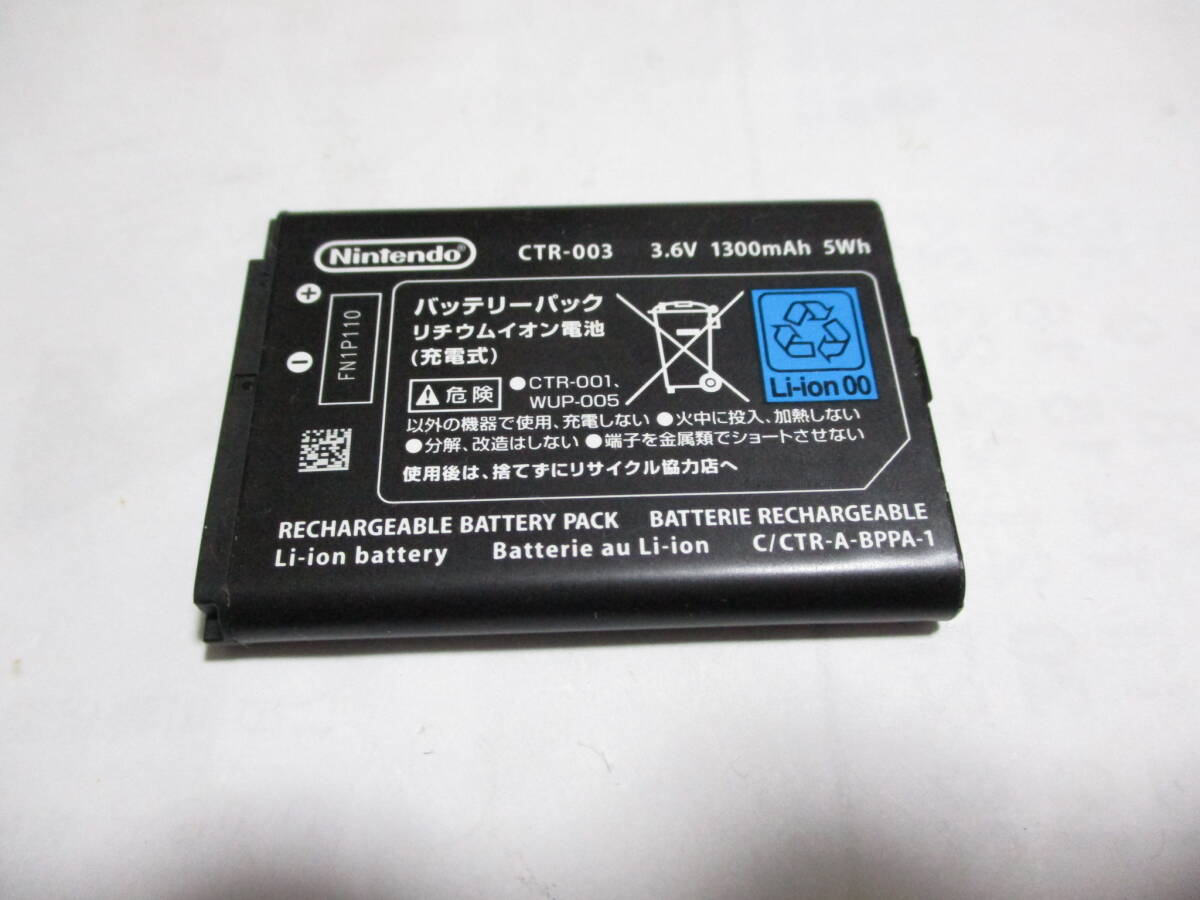 Nintendo® CTR-003 3.6V 1300mAh 5Wh
FN1P110
バッテリーパック
リチウムイオン電池
(充電式)
Li-ion 00
危険 ●CTR-001、
WUP-005
以外の機器で使用、充電しない ●火中に投入、加熱しない
●分解、改造はしない ●端子を金属類でショートさせない
使用後は、捨てずにリサイクル協力店へ
RECHARGEABLE BATTERY PACK BATTERIE RECHARGEABLE
Li-ion battery Batterie au Li-ion C/CTR-A-BPPA-1